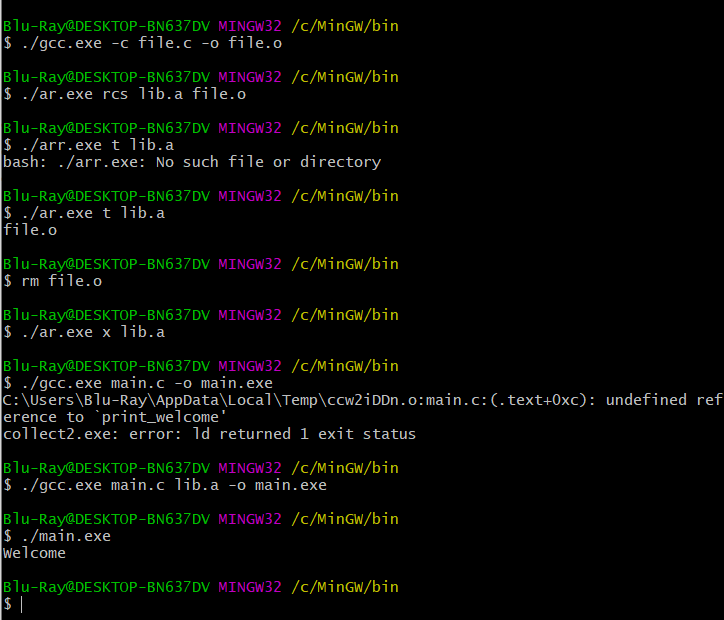 Blu-Ray@DESKTOP-BN637DV MINGW32 /c/MinGW/bin
$ ./gcc.exe -c file.c -o file.o
Blu-Ray@DESKTOP-BN637DV MINGW32 /c/MinGW/bin
$ ./ar.exe rcs lib.a file.o
Blu-Ray@DESKTOP-BN637DV MINGW32 /c/MinGW/bin
$ ./arr.exe t lib.a
bash: ./arr.exe: No such file or directory
Blu-Ray@DESKTOP-BN637DV MINGW32 /c/MinGW/bin
$ ./ar.exe t lib.a
file.o
Blu-Ray@DESKTOP-BN637DV MINGW32 /c/MinGW/bin
$ rm file.o
Blu-Ray@DESKTOP-BN637DV MINGW32 /c/MinGW/bin
$ ./ar.exe x lib.a
Blu-Ray@DESKTOP-BN637DV MINGW32 /c/MinGW/bin
$ ./gcc.exe main.c -o main.exe
C:\Users\Blu-Ray\AppData\Local\Temp\ccw2iDDn.o:main.c:(.text+0xc): undefined ref
erence to `print_welcome'
collect2.exe: error: ld returned 1 exit status
Blu-Ray@DESKTOP-BN637DV MINGW32 /c/MinGW/bin
$ ./gcc.exe main.c lib.a -o main.exe
Blu-Ray@DESKTOP-BN637DV MINGW32 /c/MinGW/bin
$ ./main.exe
Welcome
Blu-Ray@DESKTOP-BN637DV MINGW32 /c/MinGW/bin
$